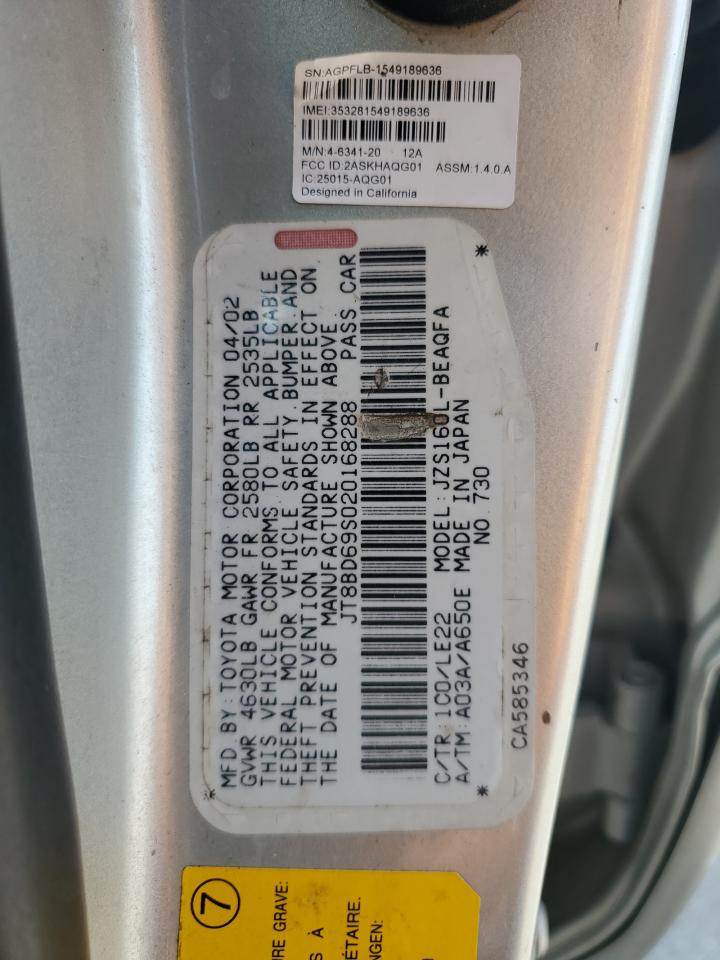 SN:AGPFLB-1549189636
IMEI:353281549189636
M/N:4-6341-20 12A
FCC ID:2ASKHAQG01 ASSM:1.4.0.A
IC:25015-AQG01
Designed in California
MFD BY:TOYOTA MOTOR CORPORATION 04/02
GVWR 4630LB GAWR FR 2580LB RR 2535LB
THIS VEHICLE CONFORMS TO ALL APPLICABLE
FEDERAL MOTOR VEHICLE SAFETY, BUMPER, AND
THEFT PREVENTION STANDARDS IN EFFECT ON
THE DATE OF MANUFACTURE SHOWN ABOVE.
JT8BD69S020168288 PASS. CAR
C/TR:1C0/LE22 MODEL:JZS160L-BEAQFA
A/TM:A03A/A650E MADE IN JAPAN
NO. 730
CA585346
7
URE GRAVE:
S À
ÉTAIRE.
NGEN: